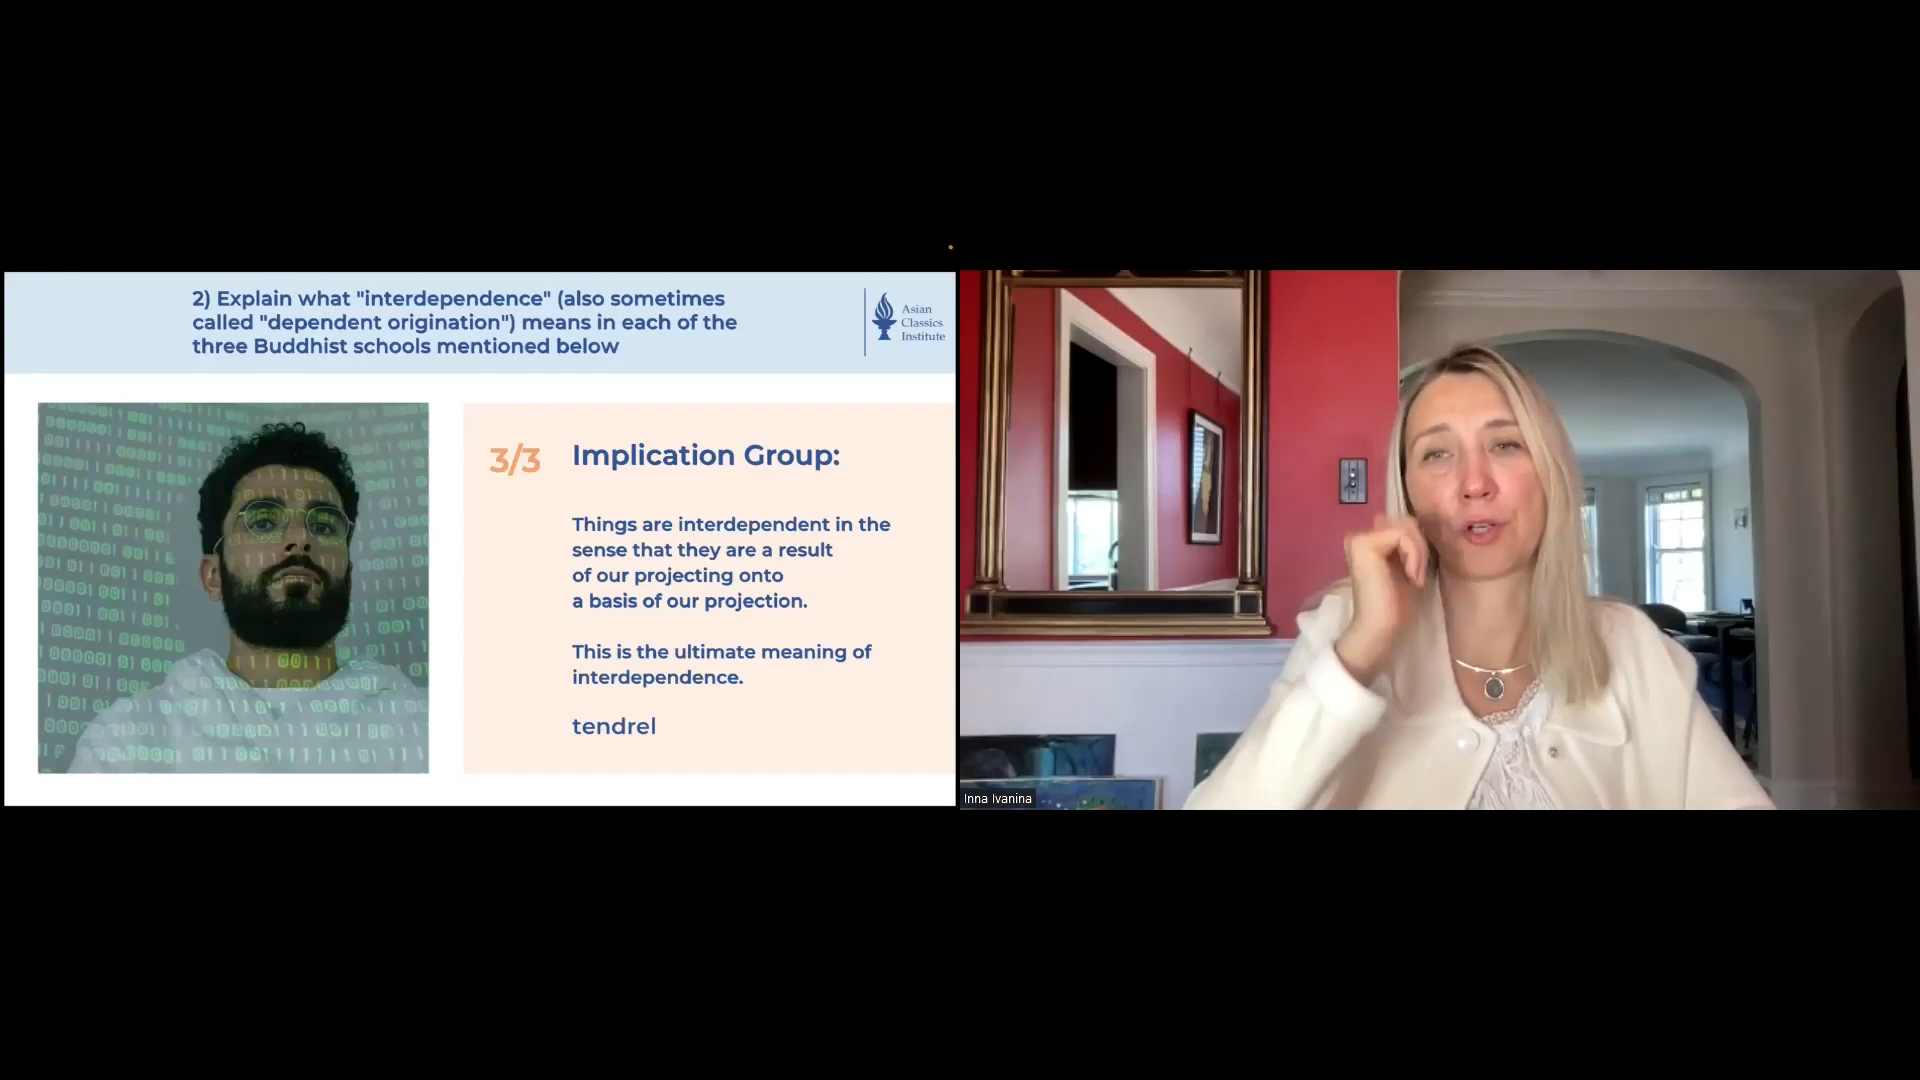 2) Explain what "interdependence" (also sometimes
called "dependent origination") means in each of the
three Buddhist schools mentioned below
Asian
Classics
Institute
3/3
Implication Group:
Things are interdependent in the
sense that they are a result
of our projecting onto
a basis of our projection.
This is the ultimate meaning of
interdependence.
tendrel
Inna Ivanina